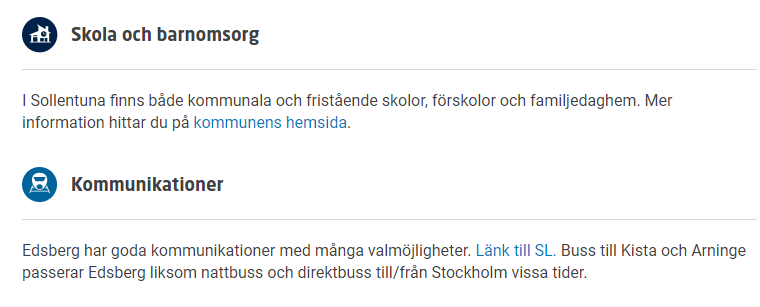 Skola och barnomsorg
I Sollentuna finns både kommunala och fristående skolor, förskolor och familjedaghem. Mer
information hittar du på kommunens hemsida.
Kommunikationer
Edsberg har goda kommunikationer med många valmöjligheter. Länk till SL. Buss till Kista och Arninge
passerar Edsberg liksom nattbuss och direktbuss till/från Stockholm vissa tider.